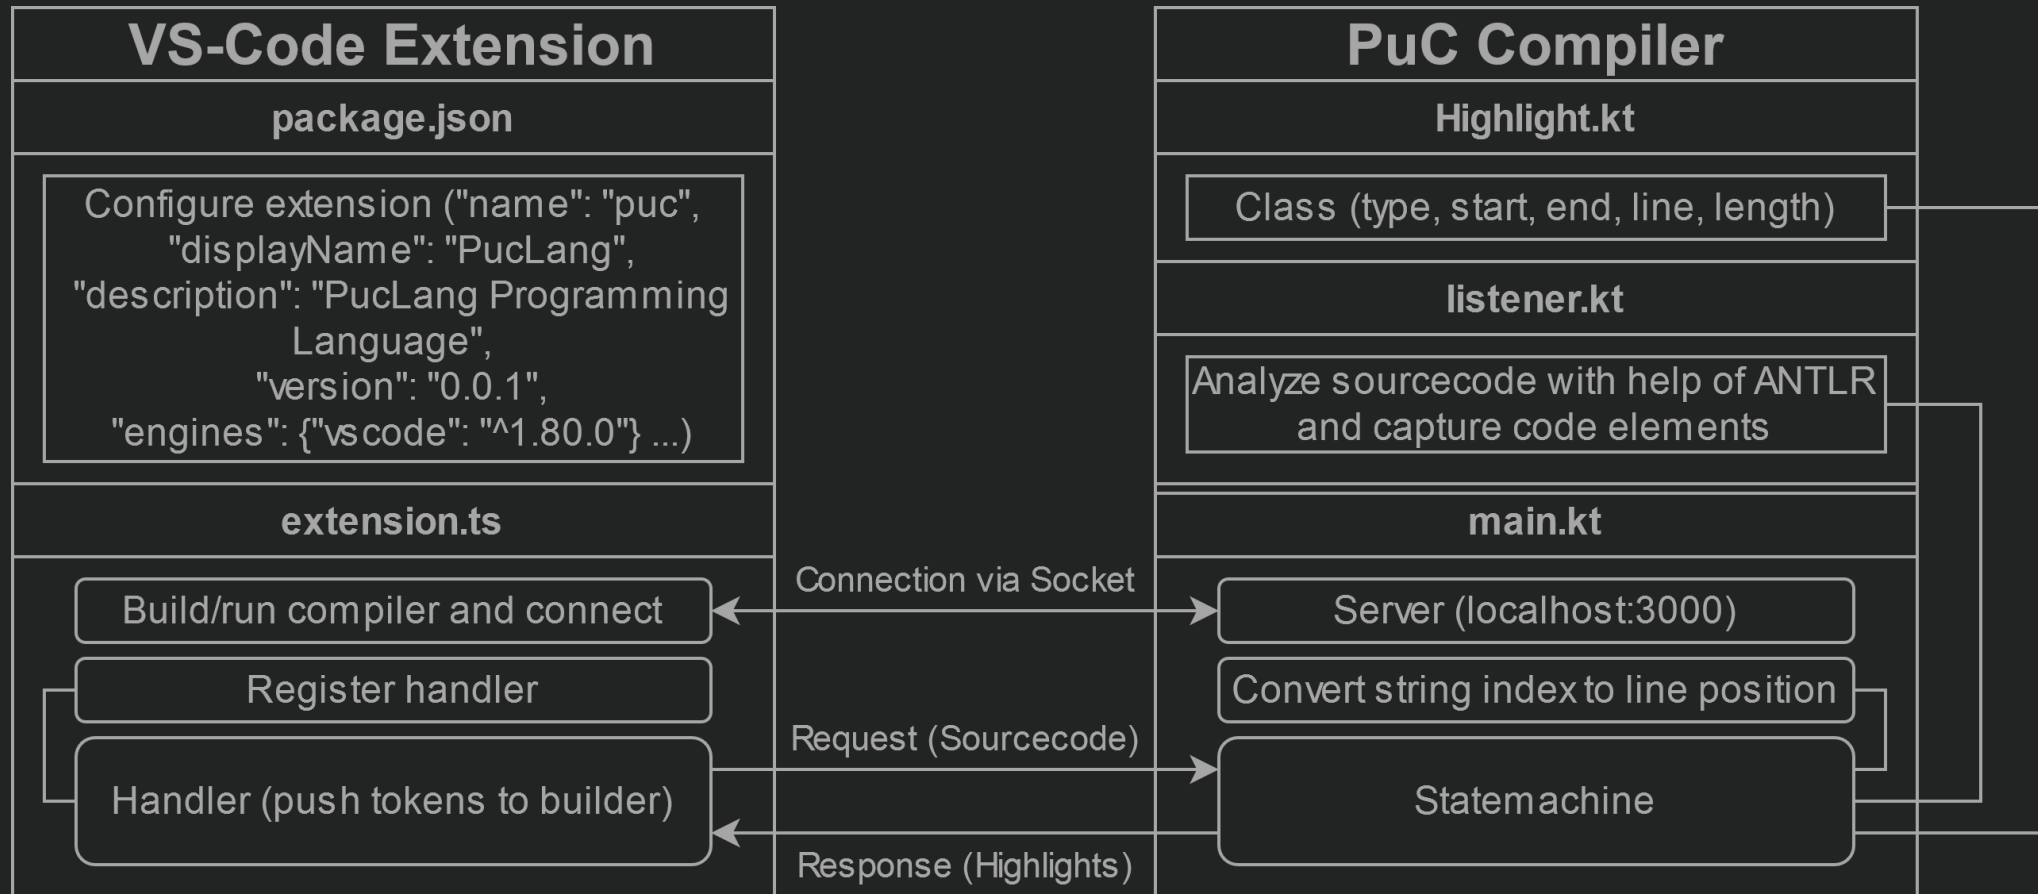 VS-Code Extension
package.json
Configure extension ("name": "puc",
"displayName": "PucLang",
"description": "PucLang Programming
Language",
"version": "0.0.1",
"engines": {"vscode": "^1.80.0"} ...)
extension.ts
Build/run compiler and connect
Register handler
Handler (push tokens to builder)
Connection via Socket
Request (Sourcecode)
Response (Highlights)
PuC Compiler
Highlight.kt
Class (type, start, end, line, length)
listener.kt
Analyze sourcecode with help of ANTLR
and capture code elements
main.kt
Server (localhost:3000)
Convert string index to line position
Statemachine